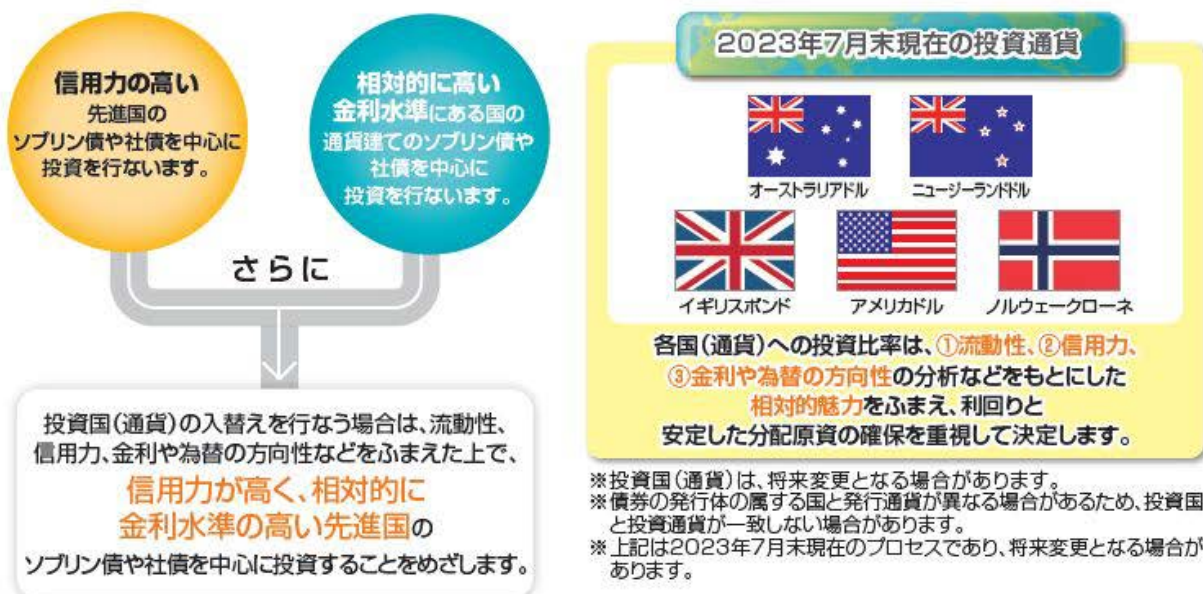 信用力の高い
先進国の
ソブリン債や社債を中心に
投資を行ないます。
相対的に高い
金利水準にある国の
通貨建てのソブリン債や
社債を中心に
投資を行ないます。
さらに
投資国（通貨）の入替えを行なう場合は、流動性、
信用力、金利や為替の方向性などをふまえた上で、
信用力が高く、相対的に
金利水準の高い先進国の
ソブリン債や社債を中心に投資することをめざします。
2023年7月末現在の投資通貨
オーストラリアドル
ニュージーランドドル
イギリスポンド
アメリカドル
ノルウェークローネ
各国（通貨）への投資比率は、①流動性、②信用力、
③金利や為替の方向性の分析などをもとにした
相対的魅力をふまえ、利回りと
安定した分配原資の確保を重視して決定します。
※投資国（通貨）は、将来変更となる場合があります。
※債券の発行体の属する国と発行通貨が異なる場合があるため、投資国
と投資通貨が一致しない場合があります。
※上記は2023年7月末現在のプロセスであり、将来変更となる場合が
あります。